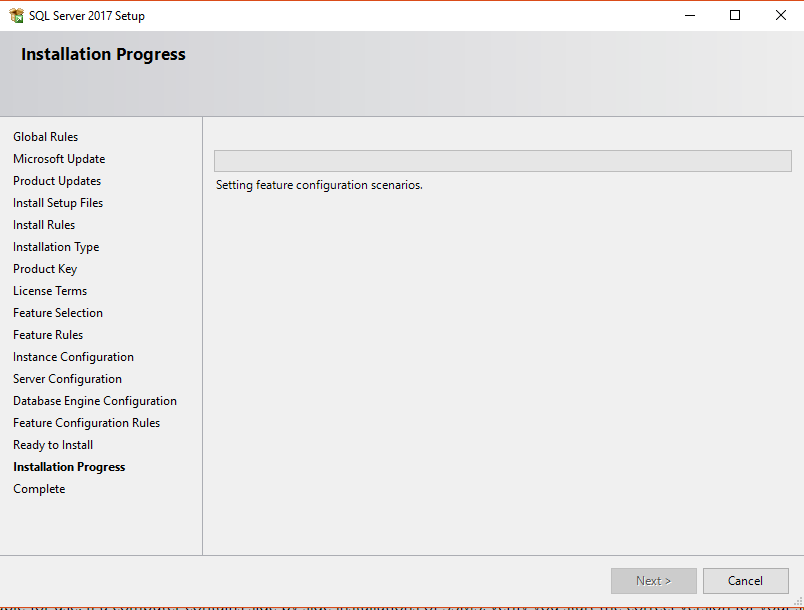 SQL Server 2017 Setup
Installation Progress
Global Rules
Microsoft Update
Product Updates
Install Setup Files
Install Rules
Installation Type
Product Key
License Terms
Feature Selection
Feature Rules
Instance Configuration
Server Configuration
Database Engine Configuration
Feature Configuration Rules
Ready to Install
Installation Progress
Complete
Setting feature configuration scenarios.
Next >
Cancel